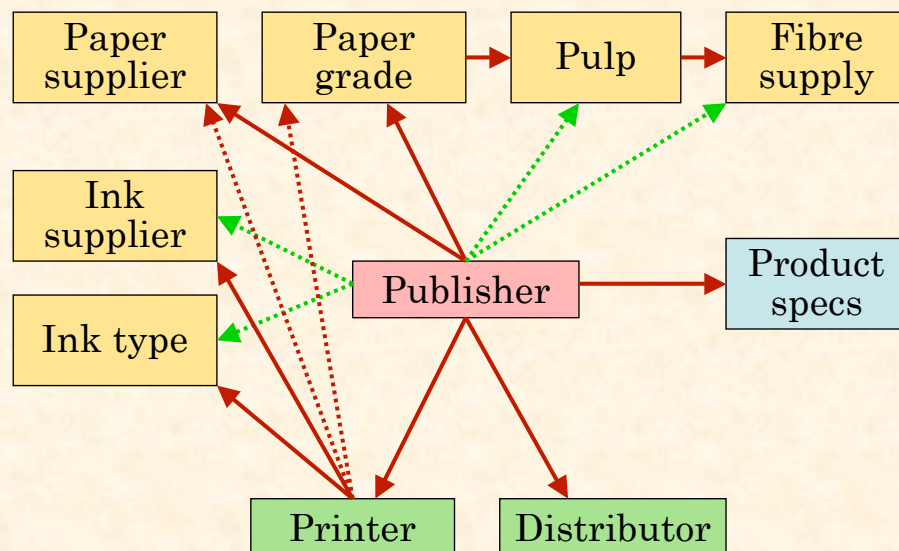 Paper
supplier
Paper
grade
Pulp
Fibre
supply
Ink
supplier
Ink type
Publisher
Product
specs
Printer
Distributor